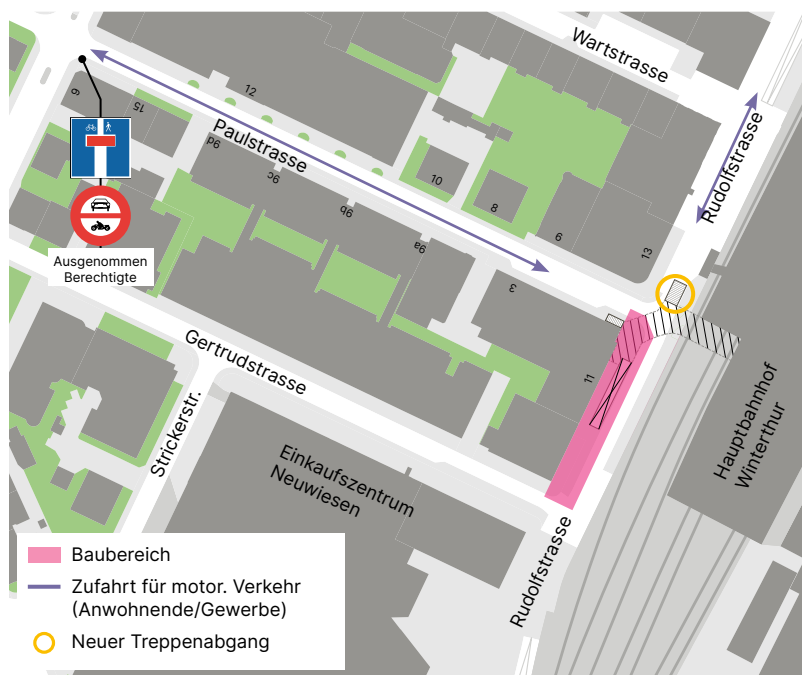 Wartstrasse
Rudolfstrasse
6
15
12
Paulstrasse
9d
9c
9b
9a
10
8
6
13
3
11
Ausgenommen
Berechtigte
Gertrudstrasse
Strickerstr.
Einkaufszentrum
Neuwiesen
Hauptbahnhof
Winterthur
Rudolfstrasse
Baubereich
Zufahrt für motor. Verkehr
(Anwohnende/Gewerbe)
Neuer Treppenabgang